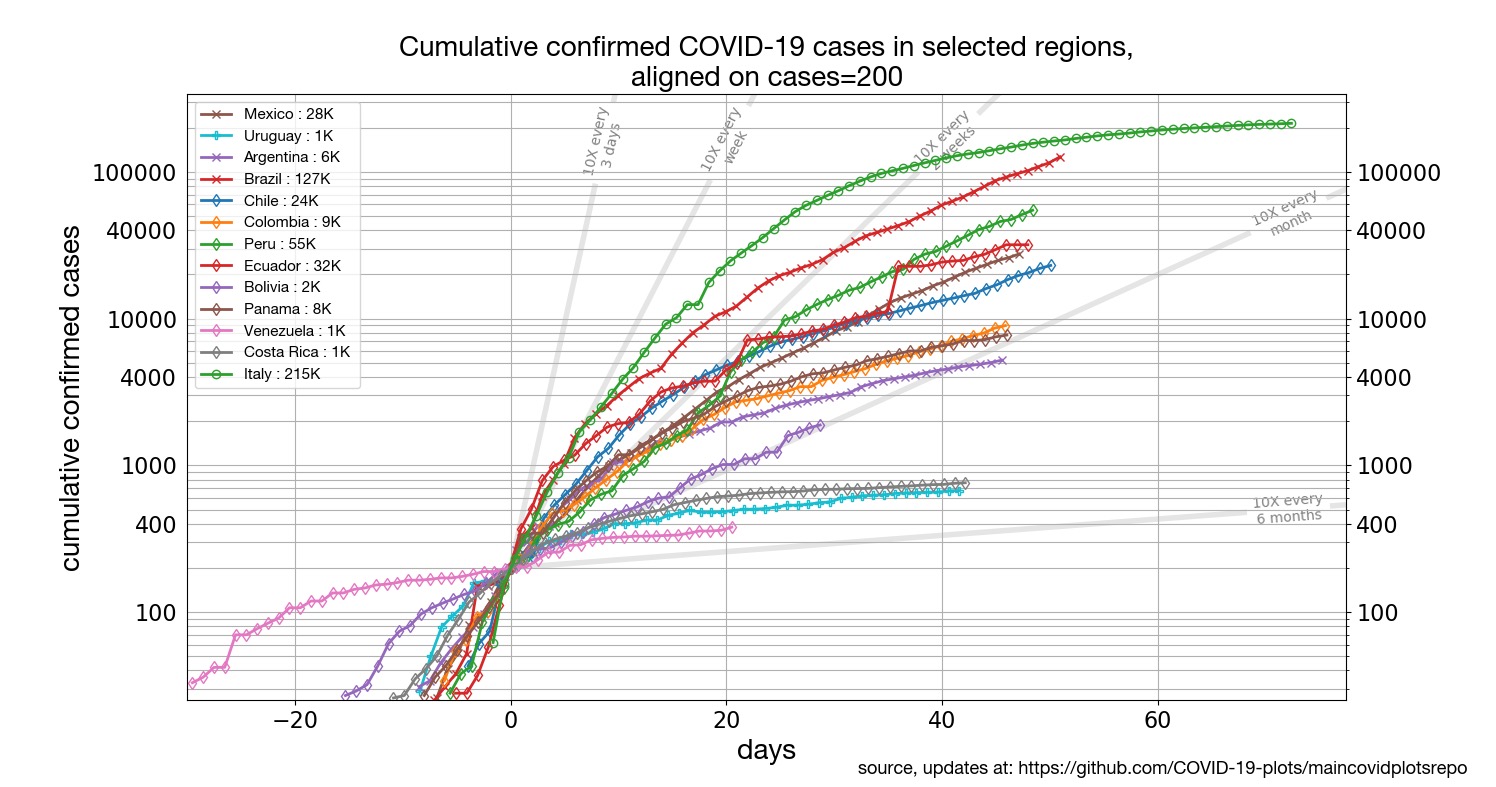 Cumulative confirmed COVID-19 cases in selected regions,
aligned on cases=200
Mexico : 28K
Uruguay : 1K
Argentina : 6K
Brazil : 127K
Chile : 24K
Colombia : 9K
Peru : 55K
Ecuador : 32K
Bolivia : 2K
Panama : 8K
Venezuela : 1K
Costa Rica : 1K
Italy : 215K
10X every
3 days
10X every
week
10X every
2weeks
10X every
month
10X every
6 months
cumulative confirmed cases
100000
40000
10000
4000
1000
400
100
100000
40000
10000
4000
1000
400
100
−20
0
20
40
60
days
source, updates at: https://github.com/COVID-19-plots/maincovidplotsrepo